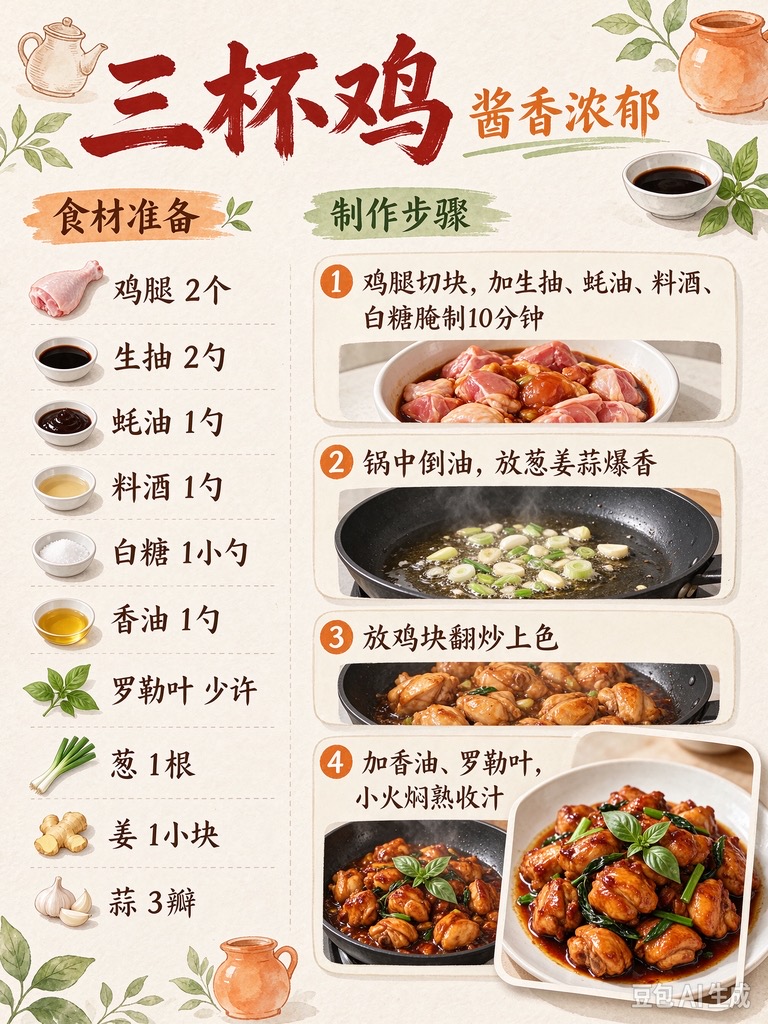 三杯鸡
酱香浓郁
食材准备
鸡腿 2个
生抽 2勺
蚝油 1勺
料酒 1勺
白糖 1小勺
香油 1勺
罗勒叶 少许
葱 1根
姜 1小块
蒜 3瓣
制作步骤
1 鸡腿切块，加生抽、蚝油、料酒、
白糖腌制10分钟
2 锅中倒油，放葱姜蒜爆香
3 放鸡块翻炒上色
4 加香油、罗勒叶，
小火焖熟收汁
豆包AI生成